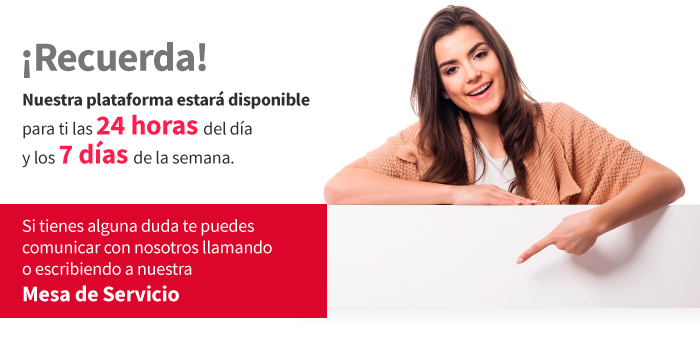 ¡Recuerda!
Nuestra plataforma estará disponible
para ti las 24 horas del día
y los 7 días de la semana.
Si tienes alguna duda te puedes
comunicar con nosotros llamando
o escribiendo a nuestra
Mesa de Servicio